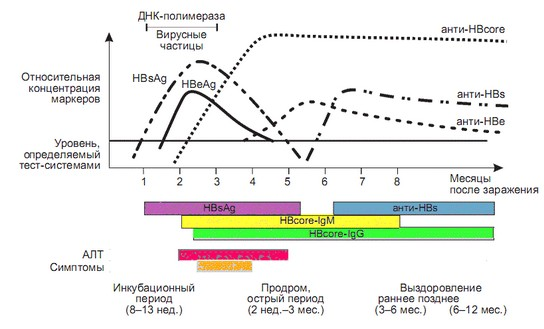 ДНК-полимераза
Вирусные
частицы
анти-HBcore
HBsAg
HBeAg
Относительная
концентрация
маркеров
анти-HBs
анти-HBe
Уровень,
определяемый
тест-системами
1 2 3 4 5 6 7 8
Месяцы
после заражения
HBsAg
анти-HBs
HBcore-IgM
HBcore-IgG
АЛТ
Симптомы
Инкубационный
период
(8–13 нед.)
Продром,
острый период
(2 нед.–3 мес.)
Выздоровление
раннее позднее
(3–6 мес.) (6–12 мес.)